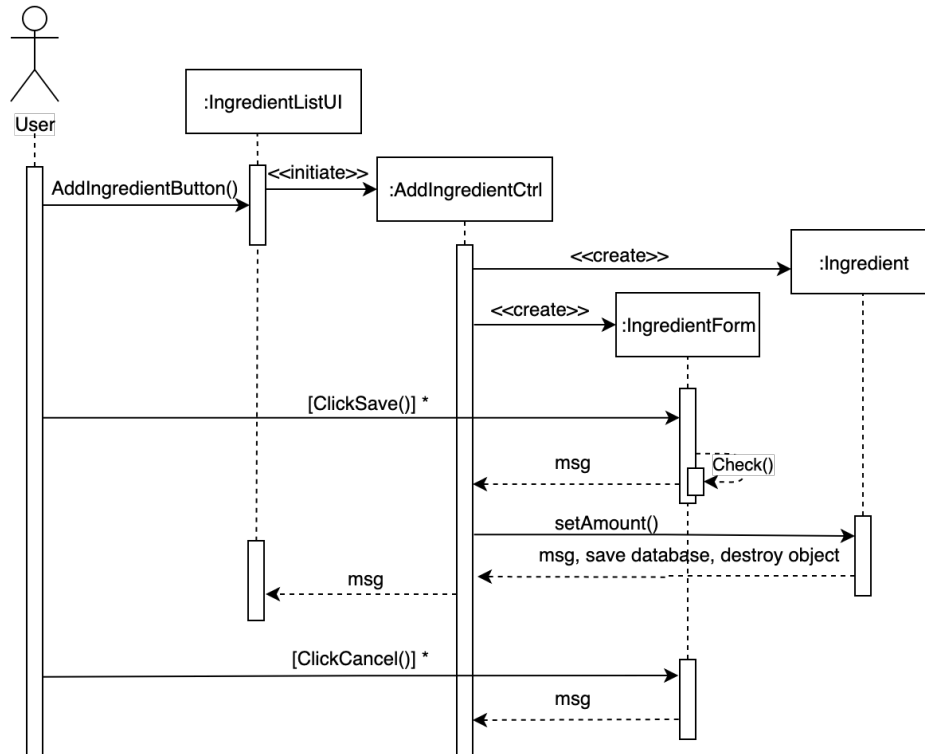 User
:IngredientListUI
<<initiate>>
:AddIngredientCtrl
AddIngredientButton()
<<create>>
:Ingredient
<<create>>
:IngredientForm
[ClickSave()] *
Check()
msg
setAmount()
msg, save database, destroy object
msg
[ClickCancel()] *
msg